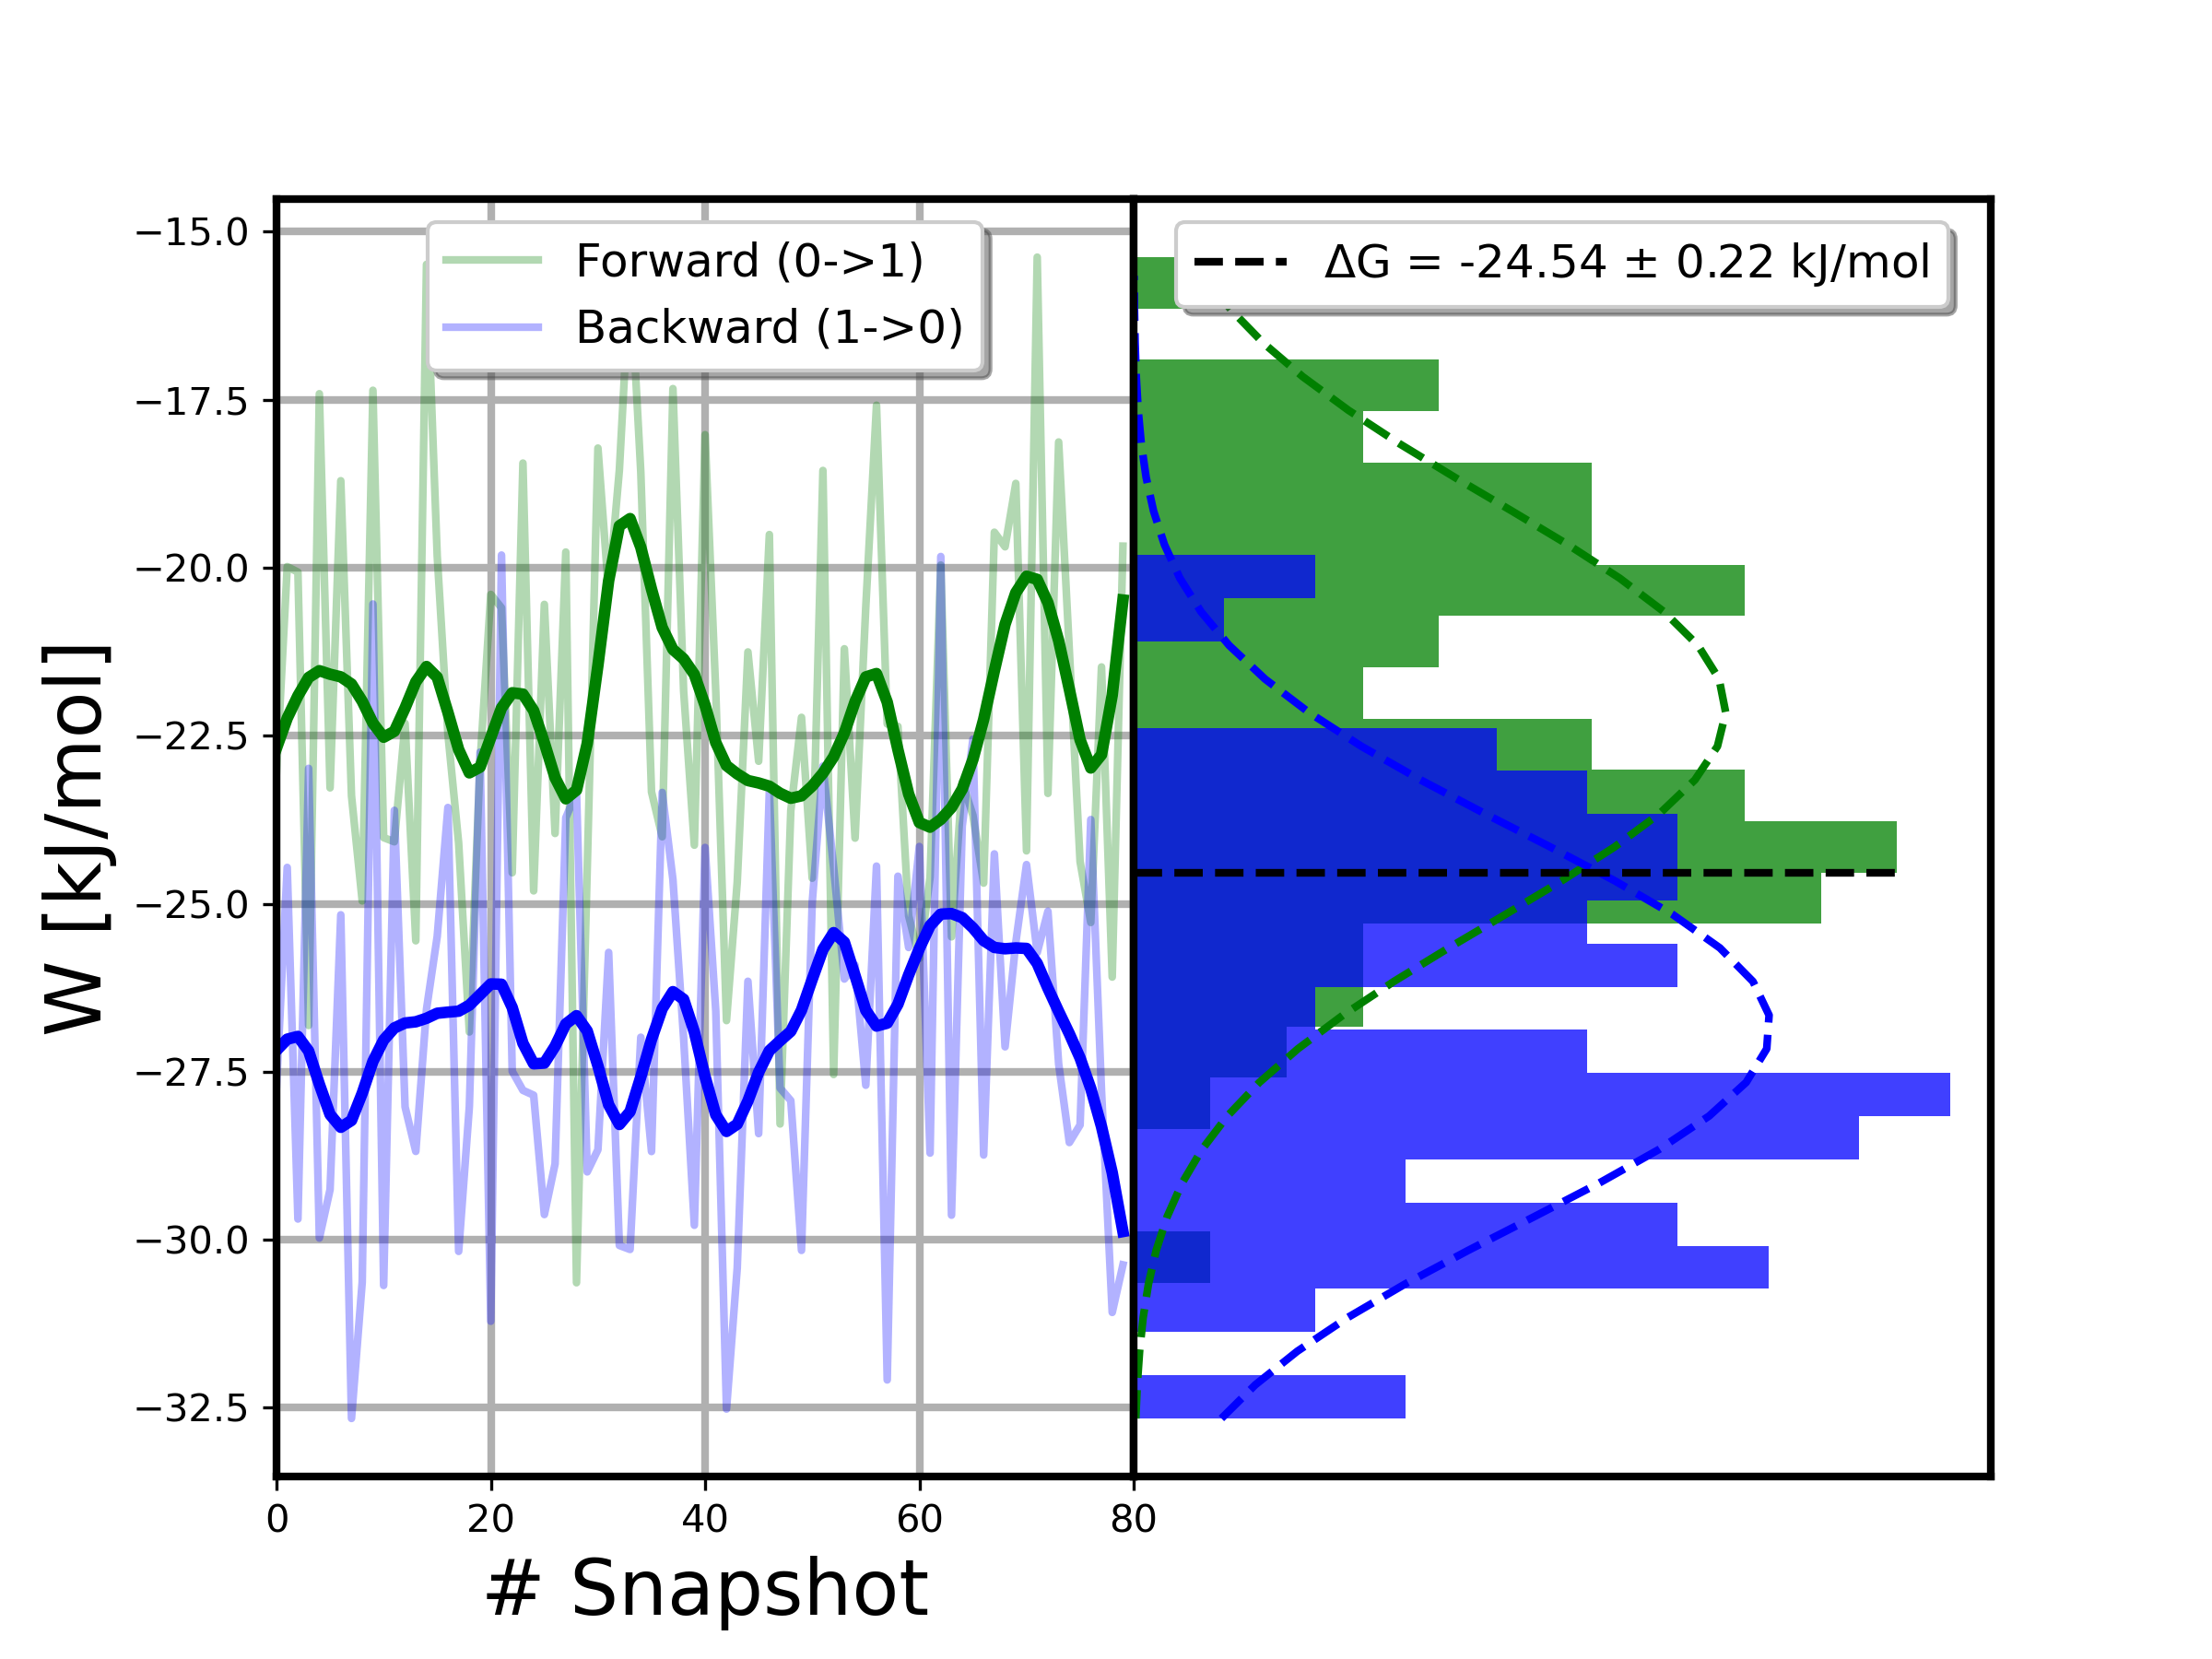 Forward (0->1)
Backward (1->0)
ΔG = -24.54 ± 0.22 kJ/mol
W [kJ/mol]
−15.0
−17.5
−20.0
−22.5
−25.0
−27.5
−30.0
−32.5
0 20 40 60 80
# Snapshot